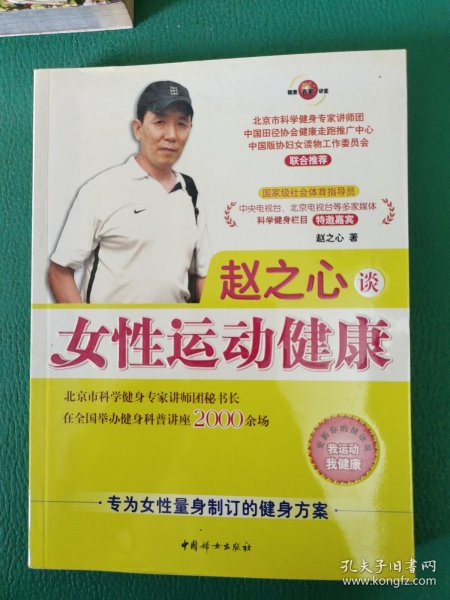 健康 名家 讲堂
北京市科学健身专家讲师团
中国田径协会健康走跑推广中心
中国版协妇女读物工作委员会
联合推荐
国家级社会体育指导员
中央电视台、北京电视台等多家媒体
科学健身栏目 特邀嘉宾
赵之心 著
赵之心 谈
女性运动健康
北京市科学健身专家讲师团秘书长
在全国举办健身科普讲座2000余场
我运动
我健康
·专为女性量身制订的健身方案·
中国妇女出版社
孔夫子旧书网
www.kongfz.com